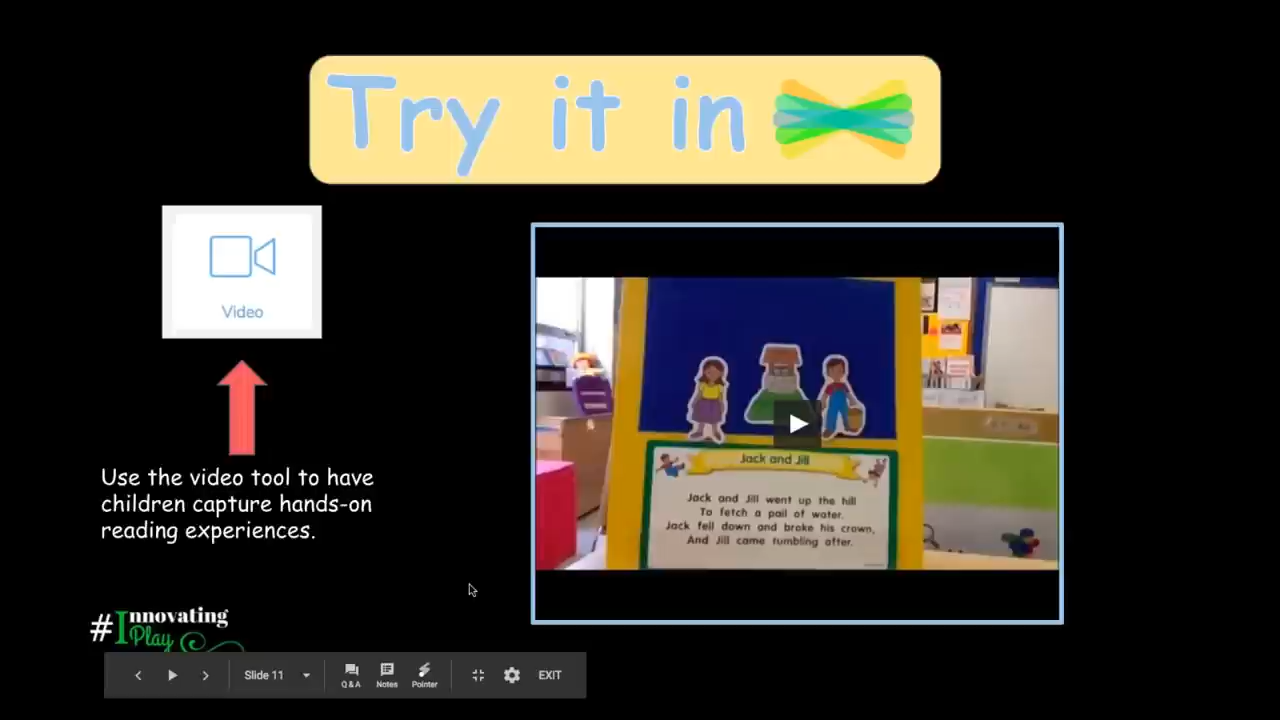 Try it in
Video
Use the video tool to have
children capture hands-on
reading experiences.
Jack and Jill
Jack and Jill went up the hill
To fetch a pail of water.
Jack fell down and broke his crown,
And Jill came tumbling after.
#Innovating
Play
Slide 11
Q & A
Notes
Pointer
EXIT